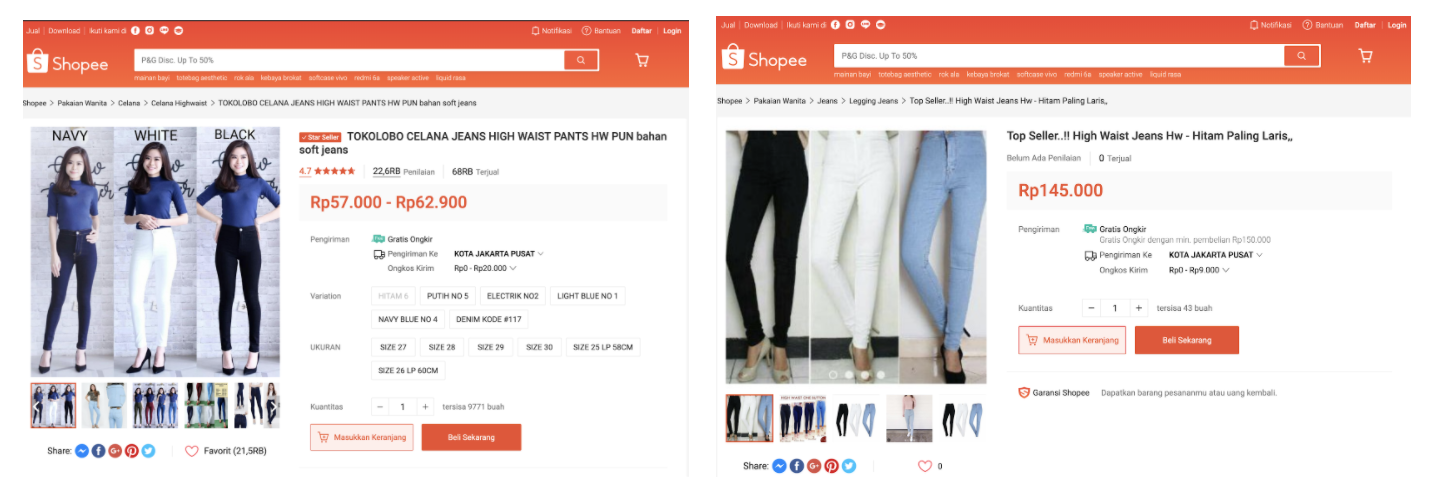 Jual | Download | Ikuti kami di
Notifikasi Bantuan Daftar | Login
Shopee
P&G Disc. Up To 50%
mainan bayi totebag aesthetic rok ala kebaya brokat softcase vivo redmi 6a speaker active liquid rasa
Shopee > Pakaian Wanita > Celana > Celana Highwaist > TOKOLOBO CELANA JEANS HIGH WAIST PANTS HW PUN bahan soft jeans
NAVY WHITE BLACK
Star Seller TOKOLOBO CELANA JEANS HIGH WAIST PANTS HW PUN bahan
soft jeans
4.7 22,6RB Penilaian 68RB Terjual
Rp57.000 - Rp62.900
Pengiriman Gratis Ongkir
Pengiriman Ke KOTA JAKARTA PUSAT
Ongkos Kirim Rp0 - Rp20.000
Variation HITAM 6 PUTIH NO 5 ELECTRIK NO2 LIGHT BLUE NO 1
NAVY BLUE NO 4 DENIM KODE #117
UKURAN SIZE 27 SIZE 28 SIZE 29 SIZE 30 SIZE 25 LP 58CM
SIZE 26 LP 60CM
Kuantitas − 1 + tersisa 9771 buah
Masukkan Keranjang Beli Sekarang
Share: Favorit (21,5RB)
Jual | Download | Ikuti kami di
Notifikasi Bantuan Daftar | Login
Shopee
P&G Disc. Up To 50%
mainan bayi totebag aesthetic rok ala kebaya brokat softcase vivo redmi 6a speaker active liquid rasa
Shopee > Pakaian Wanita > Jeans > Legging Jeans > Top Seller..!! High Waist Jeans Hw - Hitam Paling Laris,,
Top Seller..!! High Waist Jeans Hw - Hitam Paling Laris,,
Belum Ada Penilaian 0 Terjual
Rp145.000
Pengiriman Gratis Ongkir
Gratis Ongkir dengan min. pembelian Rp150.000
Pengiriman Ke KOTA JAKARTA PUSAT
Ongkos Kirim Rp0 - Rp9.000
Kuantitas − 1 + tersisa 43 buah
Masukkan Keranjang Beli Sekarang
Garansi Shopee Dapatkan barang pesananmu atau uang kembali.
Share: 0